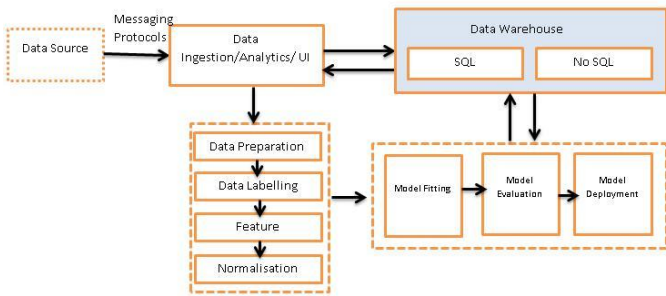 Messaging
Protocols
Data Source
Data
Ingestion/Analytics/ UI
Data Warehouse
SQL
No SQL
Data Preparation
Data Labelling
Feature
Normalisation
Model Fitting
Model
Evaluation
Model
Deployment